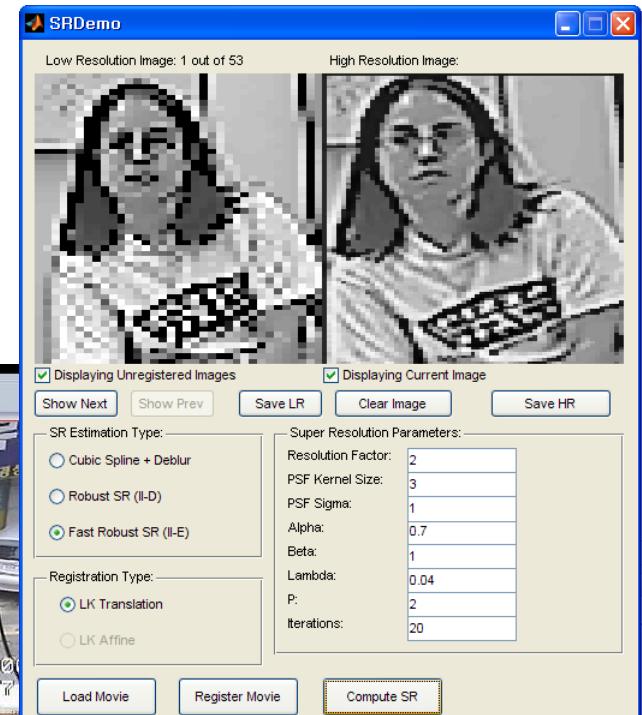 SRDemo
Low Resolution Image: 1 out of 53
High Resolution Image:
Displaying Unregistered Images
Displaying Current Image
Show Next
Show Prev
Save LR
Clear Image
Save HR
SR Estimation Type:
Cubic Spline + Deblur
Robust SR (II-D)
Fast Robust SR (II-E)
Registration Type:
LK Translation
LK Affine
Super Resolution Parameters:
Resolution Factor: 2
PSF Kernel Size: 3
PSF Sigma: 1
Alpha: 0.7
Beta: 1
Lambda: 0.04
P: 2
Iterations: 20
Load Movie
Register Movie
Compute SR